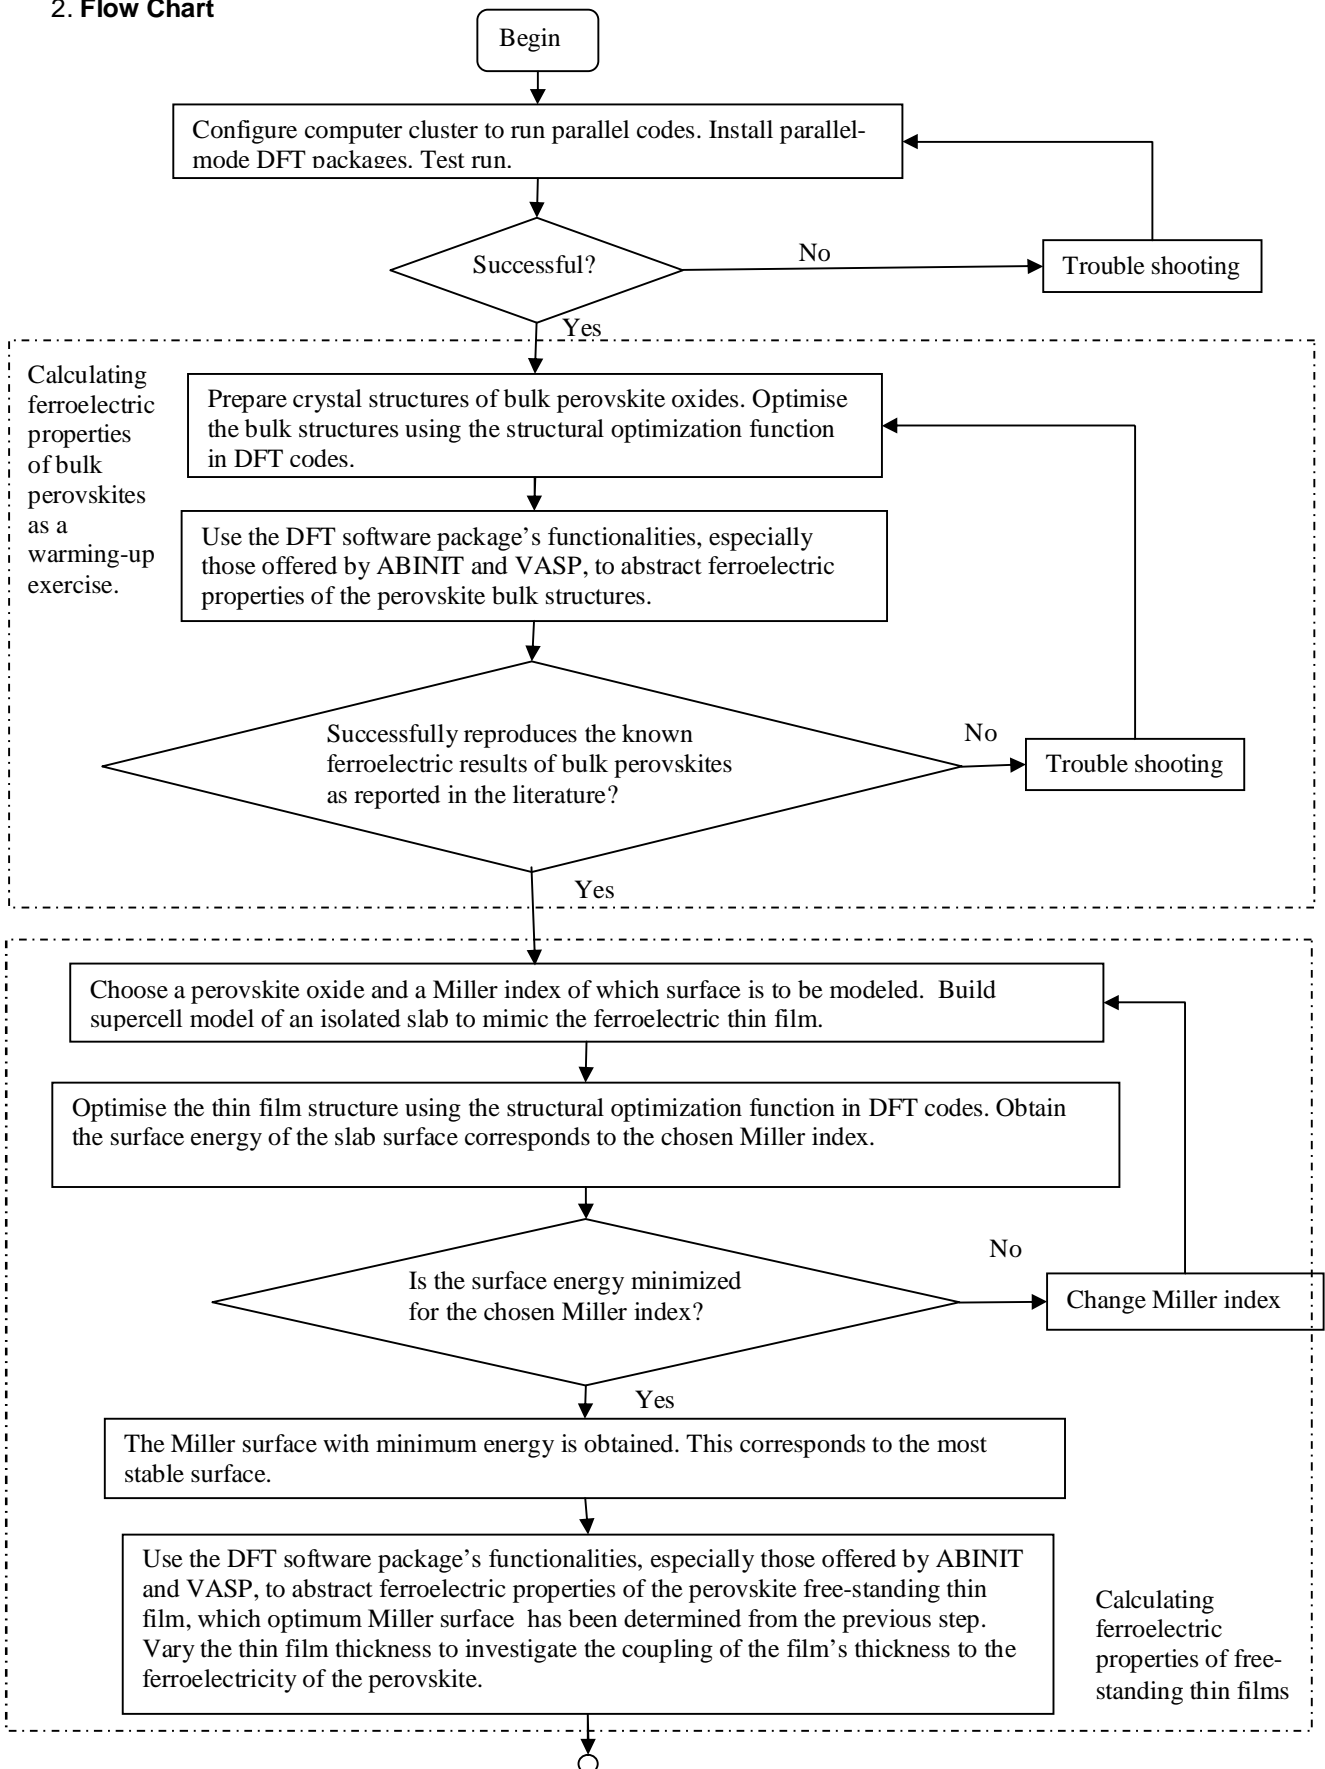 2. Flow Chart
Begin
Configure computer cluster to run parallel codes. Install parallel-
mode DFT packages. Test run.
Successful?
No
Trouble shooting
Yes
Calculating
ferroelectric
properties
of bulk
perovskites
as a
warming-up
exercise.
Prepare crystal structures of bulk perovskite oxides. Optimise
the bulk structures using the structural optimization function
in DFT codes.
Use the DFT software package’s functionalities, especially
those offered by ABINIT and VASP, to abstract ferroelectric
properties of the perovskite bulk structures.
Successfully reproduces the known
ferroelectric results of bulk perovskites
as reported in the literature?
No
Trouble shooting
Yes
Choose a perovskite oxide and a Miller index of which surface is to be modeled.  Build
supercell model of an isolated slab to mimic the ferroelectric thin film.
Optimise the thin film structure using the structural optimization function in DFT codes. Obtain
the surface energy of the slab surface corresponds to the chosen Miller index.
Is the surface energy minimized
for the chosen Miller index?
No
Change Miller index
Yes
The Miller surface with minimum energy is obtained. This corresponds to the most
stable surface.
Use the DFT software package’s functionalities, especially those offered by ABINIT
and VASP, to abstract ferroelectric properties of the perovskite free-standing thin
film, which optimum Miller surface  has been determined from the previous step.
Vary the thin film thickness to investigate the coupling of the film’s thickness to the
ferroelectricity of the perovskite.
Calculating
ferroelectric
properties of free-
standing thin films